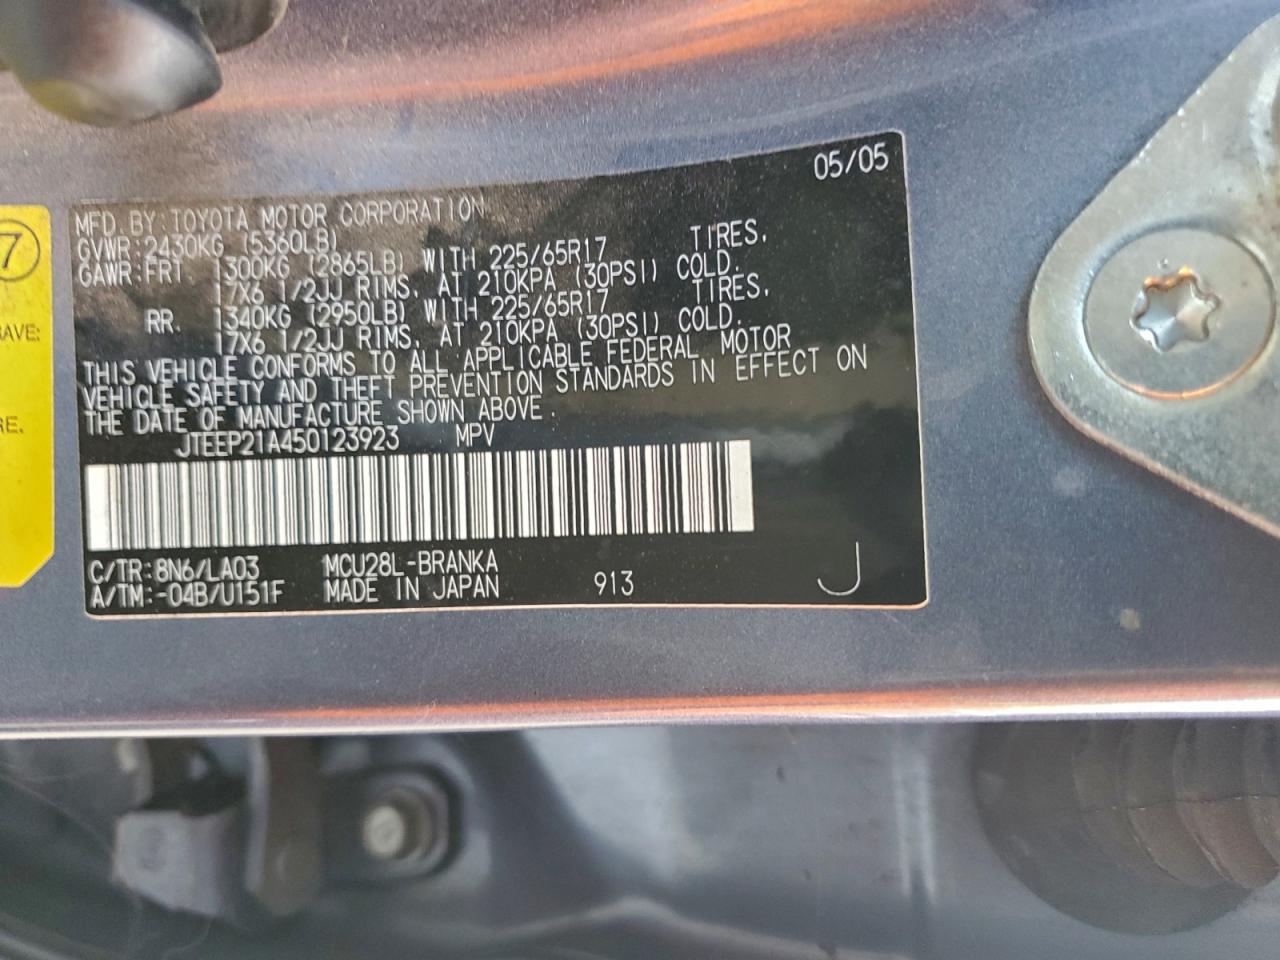 05/05
MFD. BY: TOYOTA MOTOR CORPORATION
GVWR: 2430KG (5360LB)
GAWR: FRT 1300KG (2865LB) WITH 225/65R17 TIRES,
17X6 1/2JJ RIMS, AT 210KPA (30PSI) COLD.
RR. 1340KG (2950LB) WITH 225/65R17 TIRES,
17X6 1/2JJ RIMS, AT 210KPA (30PSI) COLD.
THIS VEHICLE CONFORMS TO ALL APPLICABLE FEDERAL MOTOR
VEHICLE SAFETY AND THEFT PREVENTION STANDARDS IN EFFECT ON
THE DATE OF MANUFACTURE SHOWN ABOVE.
JTEEP21A450123923 MPV
C/TR: 8N6/LA03 MCU28L-BRANKA
A/TM: -04B/U151F MADE IN JAPAN 913 J
7